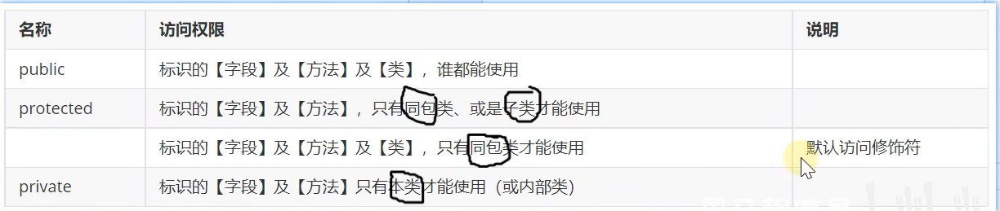 名称 访问权限 说明
public 标识的【字段】及【方法】及【类】，谁都能使用
protected 标识的【字段】及【方法】，只有同包类、或是子类才能使用
标识的【字段】及【方法】及【类】，只有同包类才能使用 默认访问修饰符
private 标识的【字段】及【方法】只有本类才能使用（或内部类）